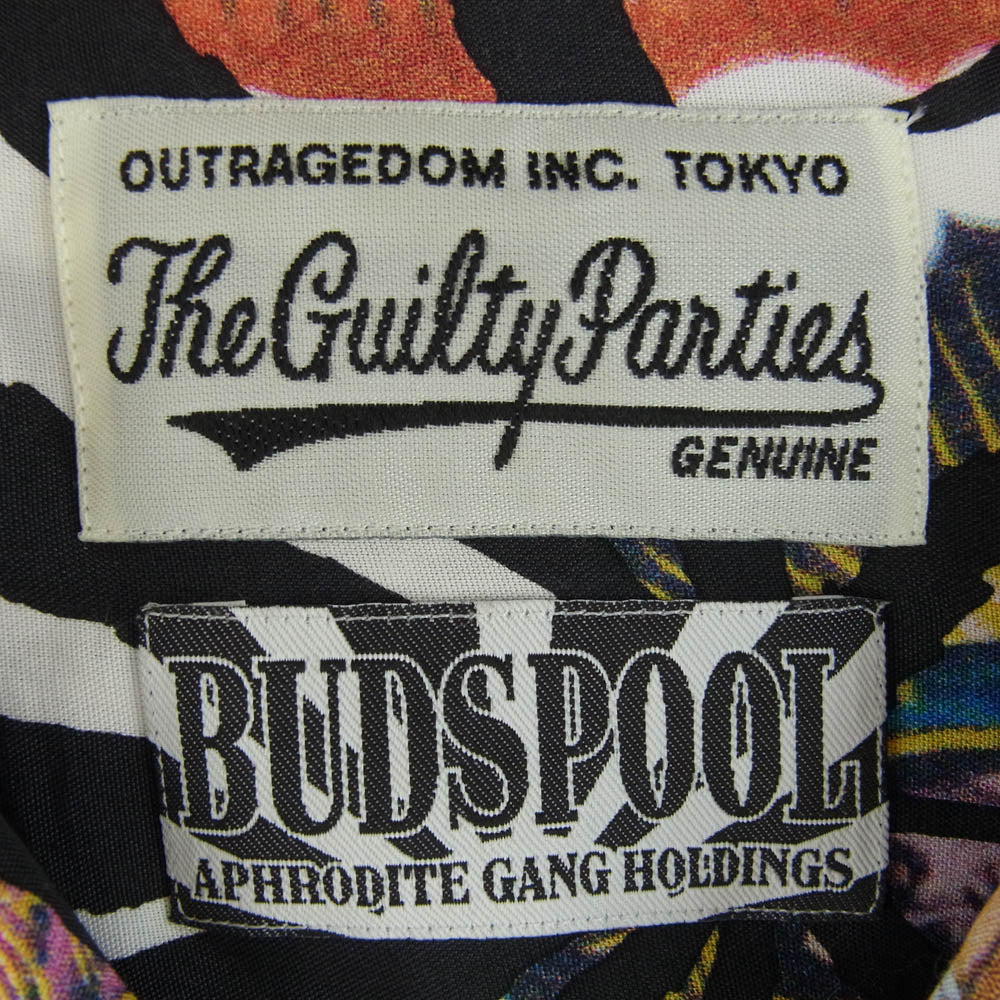 OUTRAGEDOM INC. TOKYO
The Guilty Parties
GENUINE
BUDSPOOL
APHRODITE GANG HOLDINGS